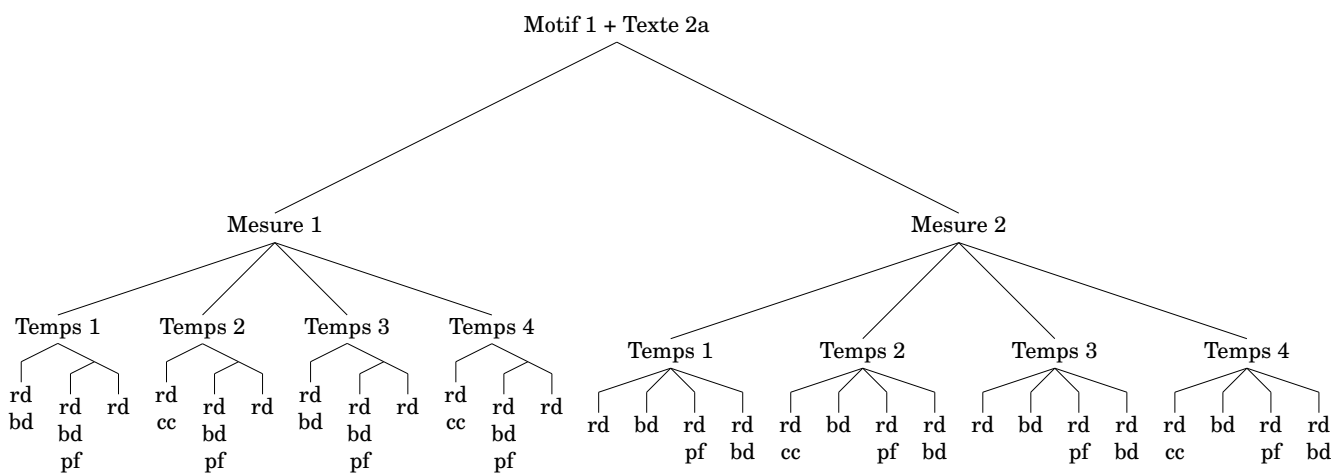 Motif 1 + Texte 2a
Mesure 1 Mesure 2
Temps 1 Temps 2 Temps 3 Temps 4
Temps 1 Temps 2 Temps 3 Temps 4
rd rd rd rd rd rd rd rd rd rd rd rd
bd bd cc bd bd bd cc bd
pf pf pf pf
rd bd rd rd rd bd rd rd rd bd rd rd rd bd rd rd
pf bd cc pf bd pf bd cc pf bd